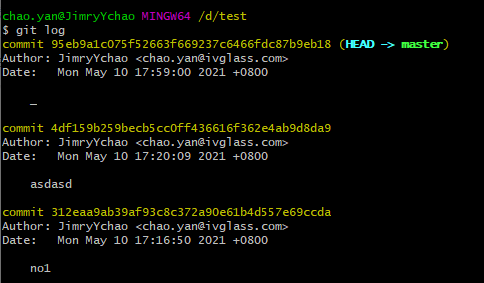 chao.yan@JimryYchao MINGW64 /d/test
$ git log
commit 95eb9a1c075f52663f669237c6466fdc87b9eb18 (HEAD -> master)
Author: JimryYchao <chao.yan@ivglass.com>
Date:   Mon May 10 17:59:00 2021 +0800
_
commit 4df159b259becb5cc0ff436616f362e4ab9d8da9
Author: JimryYchao <chao.yan@ivglass.com>
Date:   Mon May 10 17:20:09 2021 +0800
asdasd
commit 312eaa9ab39af93c8c372a90e61b4d557e69ccda
Author: JimryYchao <chao.yan@ivglass.com>
Date:   Mon May 10 17:16:50 2021 +0800
no1